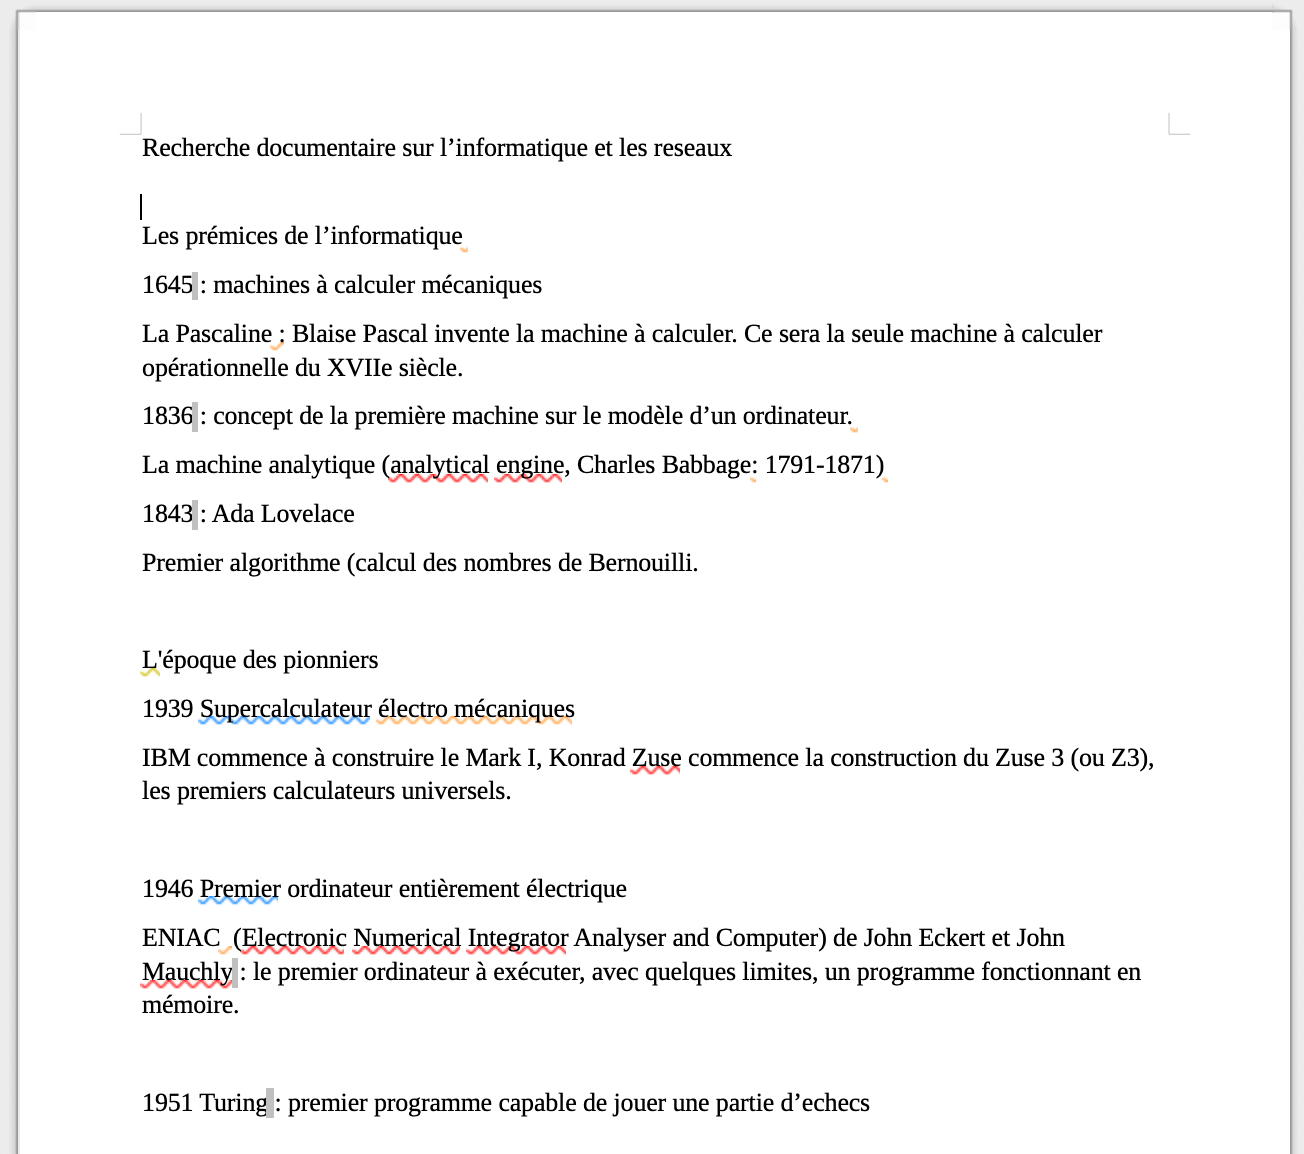 Recherche documentaire sur l’informatique et les reseaux
Les prémices de l’informatique
1645 : machines à calculer mécaniques
La Pascaline : Blaise Pascal invente la machine à calculer. Ce sera la seule machine à calculer
opérationnelle du XVIIe siècle.
1836 : concept de la première machine sur le modèle d’un ordinateur.
La machine analytique (analytical engine, Charles Babbage: 1791-1871)
1843 : Ada Lovelace
Premier algorithme (calcul des nombres de Bernouilli.
L'époque des pionniers
1939 Supercalculateur électro mécaniques
IBM commence à construire le Mark I, Konrad Zuse commence la construction du Zuse 3 (ou Z3),
les premiers calculateurs universels.
1946 Premier ordinateur entièrement électrique
ENIAC  (Electronic Numerical Integrator Analyser and Computer) de John Eckert et John
Mauchly : le premier ordinateur à exécuter, avec quelques limites, un programme fonctionnant en
mémoire.
1951 Turing : premier programme capable de jouer une partie d’echecs